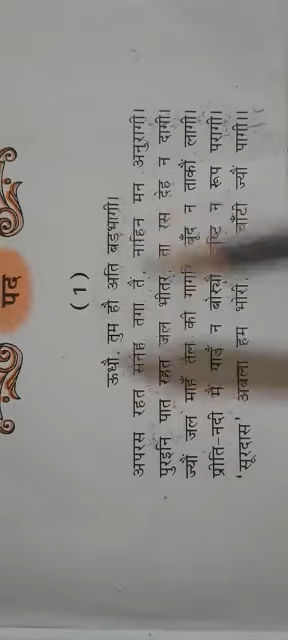 पद
(1)
ऊधौ, तुम हौ अति बड़भागी।
अपरस रहत सनेह तगा तैं, नाहिन मन अनुरागी।
पुरइनि पात रहत जल भीतर, ता रस देह न दागी।
ज्यौं जल माहँ तेल की गागरि, बूँद न ताकौं लागी।
प्रीति-नदी मैं पाउँ न बोरयौ, दृष्टि न रूप परागी।
'सूरदास' अबला हम भोरी, चाँटी ज्यौं पागी॥